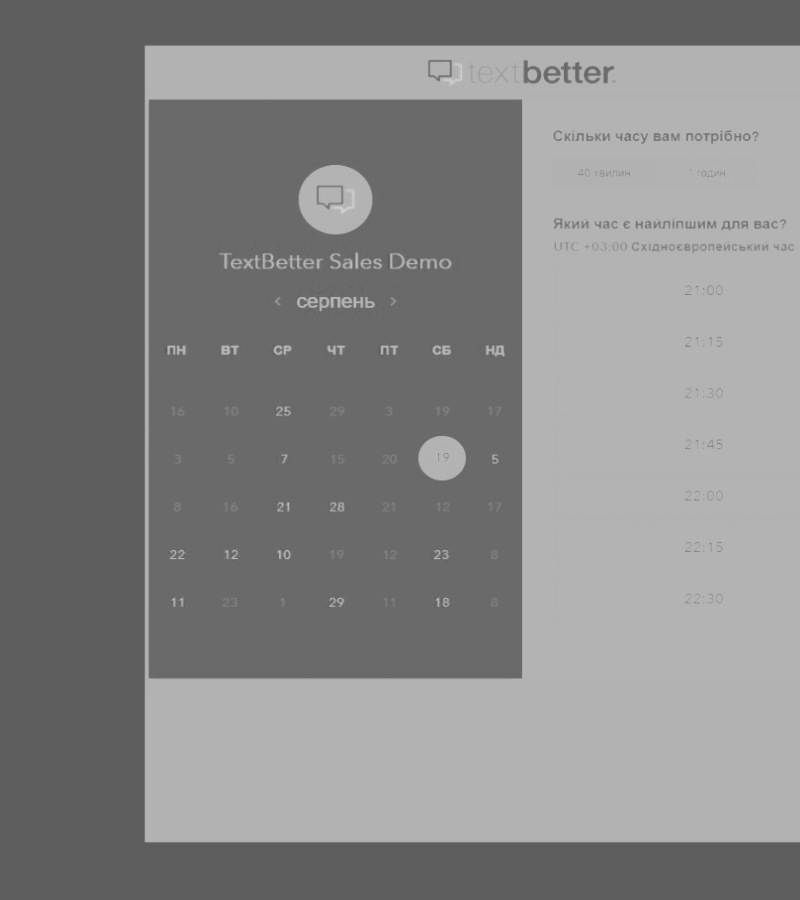 textbetter.
TextBetter Sales Demo
< серпень >
ПН ВТ СР ЧТ ПТ СБ НД
16 10 25 29 3 19 17
3 5 7 15 20 19 5
8 16 21 28 21 12 17
22 12 10 19 12 23 8
11 23 1 29 11 18 8
Скільки часу вам потрібно?
40 хвилин 1 годин
Який час є найліпшим для вас?
UTC +03:00 Східноєвропейський час
21:00
21:15
21:30
21:45
22:00
22:15
22:30